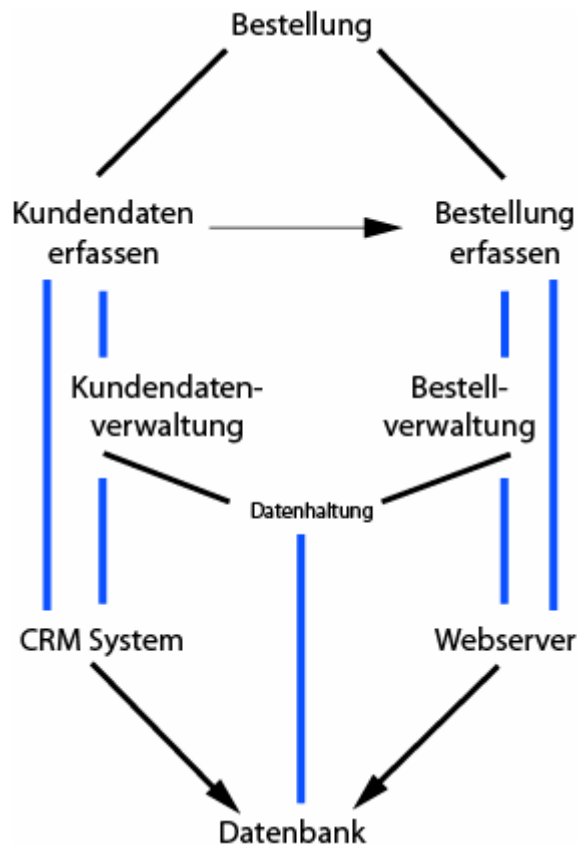 Bestellung
Kundendaten
erfassen
Bestellung
erfassen
Kundendaten-
verwaltung
Bestell-
verwaltung
Datenhaltung
CRM System
Webserver
Datenbank